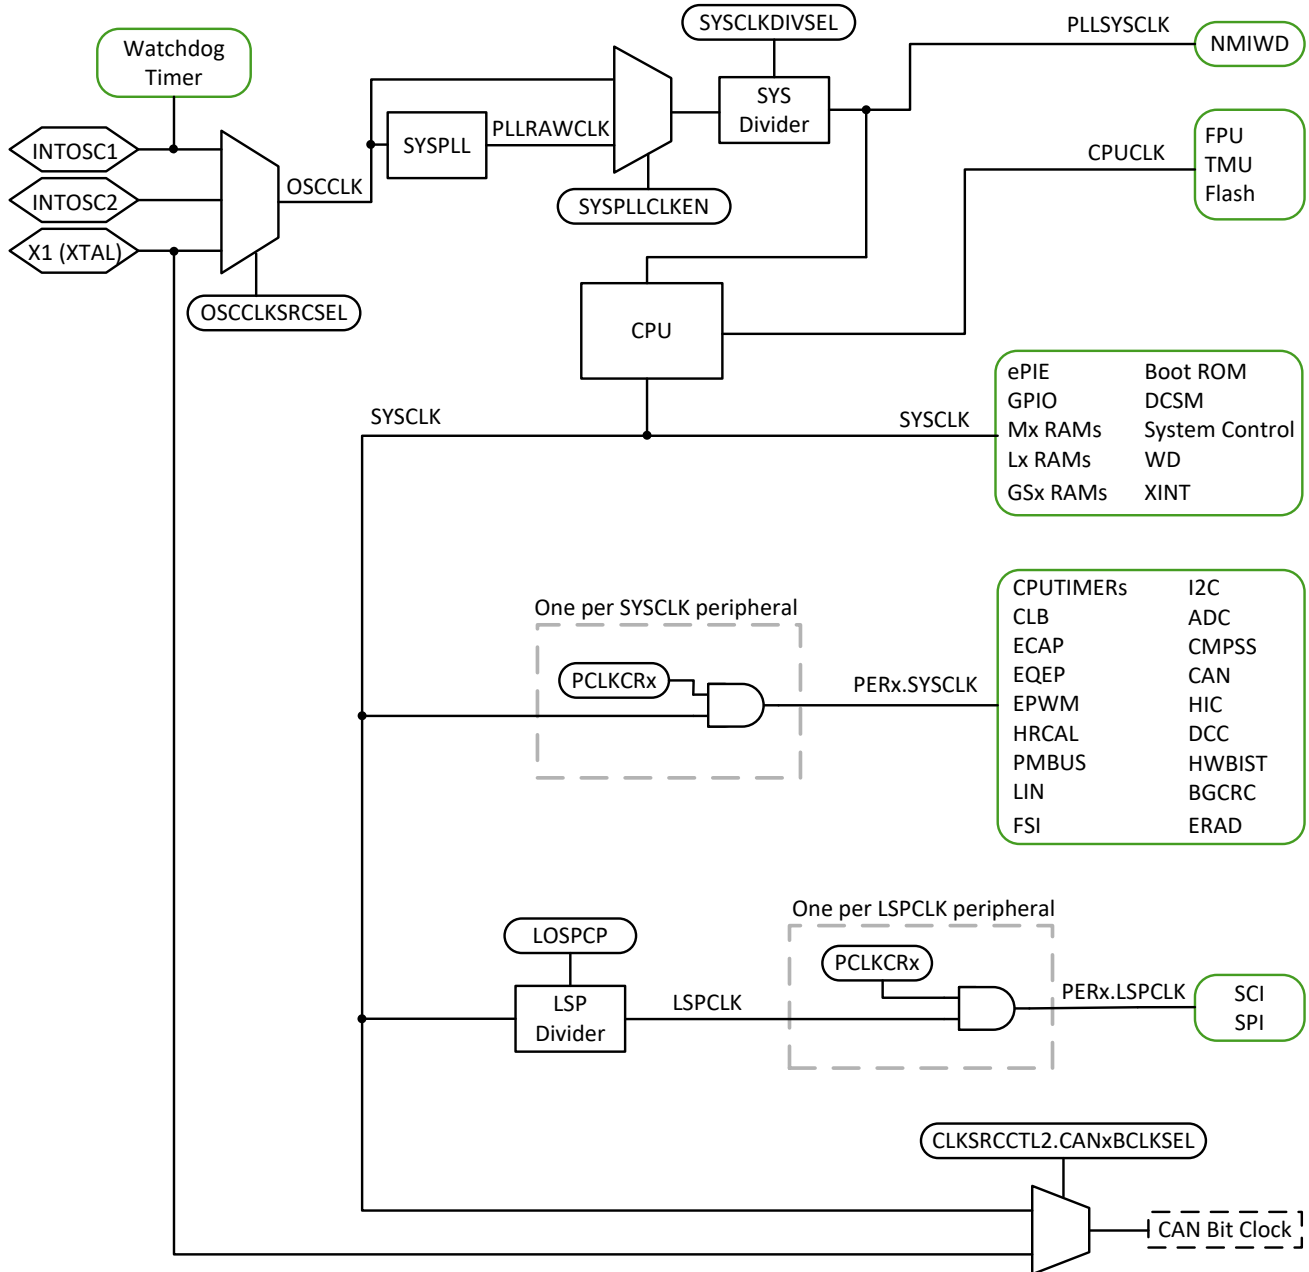 SYSCLKDIVSEL
Watchdog
Timer
PLLSYSCLK
NMIWD
SYS
Divider
INTOSC1
SYSPLL
PLLRAWCLK
FPU
TMU
Flash
CPUCLK
INTOSC2
OSCCLK
SYSPLLCLKEN
X1 (XTAL)
OSCCLKSRCSEL
CPU
SYSCLK
SYSCLK
ePIE
GPIO
Mx RAMs
Lx RAMs
GSx RAMs
Boot ROM
DCSM
System Control
WD
XINT
One per SYSCLK peripheral
PCLKCRx
PERx.SYSCLK
CPUTIMERs
CLB
ECAP
EQEP
EPWM
HRCAL
PMBUS
LIN
FSI
I2C
ADC
CMPSS
CAN
HIC
DCC
HWBIST
BGCRC
ERAD
One per LSPCLK peripheral
LOSPCP
PCLKCRx
LSP
Divider
LSPCLK
PERx.LSPCLK
SCI
SPI
CLKSRCCTL2.CANxBCLKSEL
CAN Bit Clock